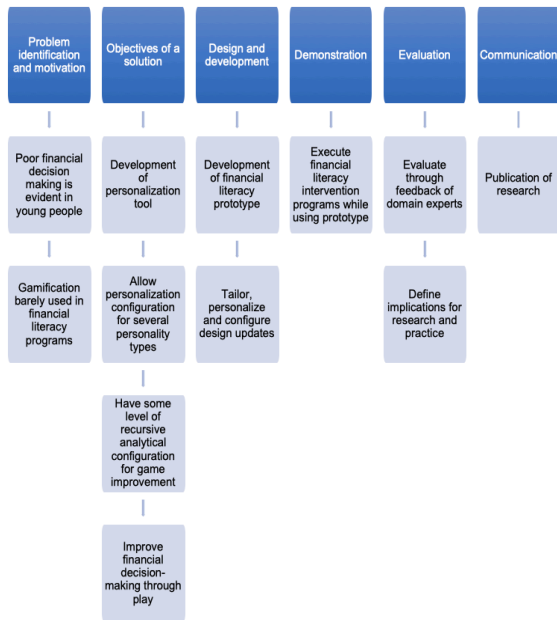 Problem
identification
and motivation
Objectives of a
solution
Design and
development
Demonstration
Evaluation
Communication
Poor financial
decision
making is
evident in
young people
Development
of
personalization
tool
Development
of financial
literacy
prototype
Execute
financial
literacy
intervention
programs while
using prototype
Evaluate
through
feedback of
domain experts
Publication of
research
Gamification
barely used in
financial
literacy
programs
Allow
personalization
configuration
for several
personality
types
Tailor,
personalize
and configure
design updates
Define
implications for
research and
practice
Have some
level of
recursive
analytical
configuration
for game
improvement
Improve
financial
decision-
making through
play